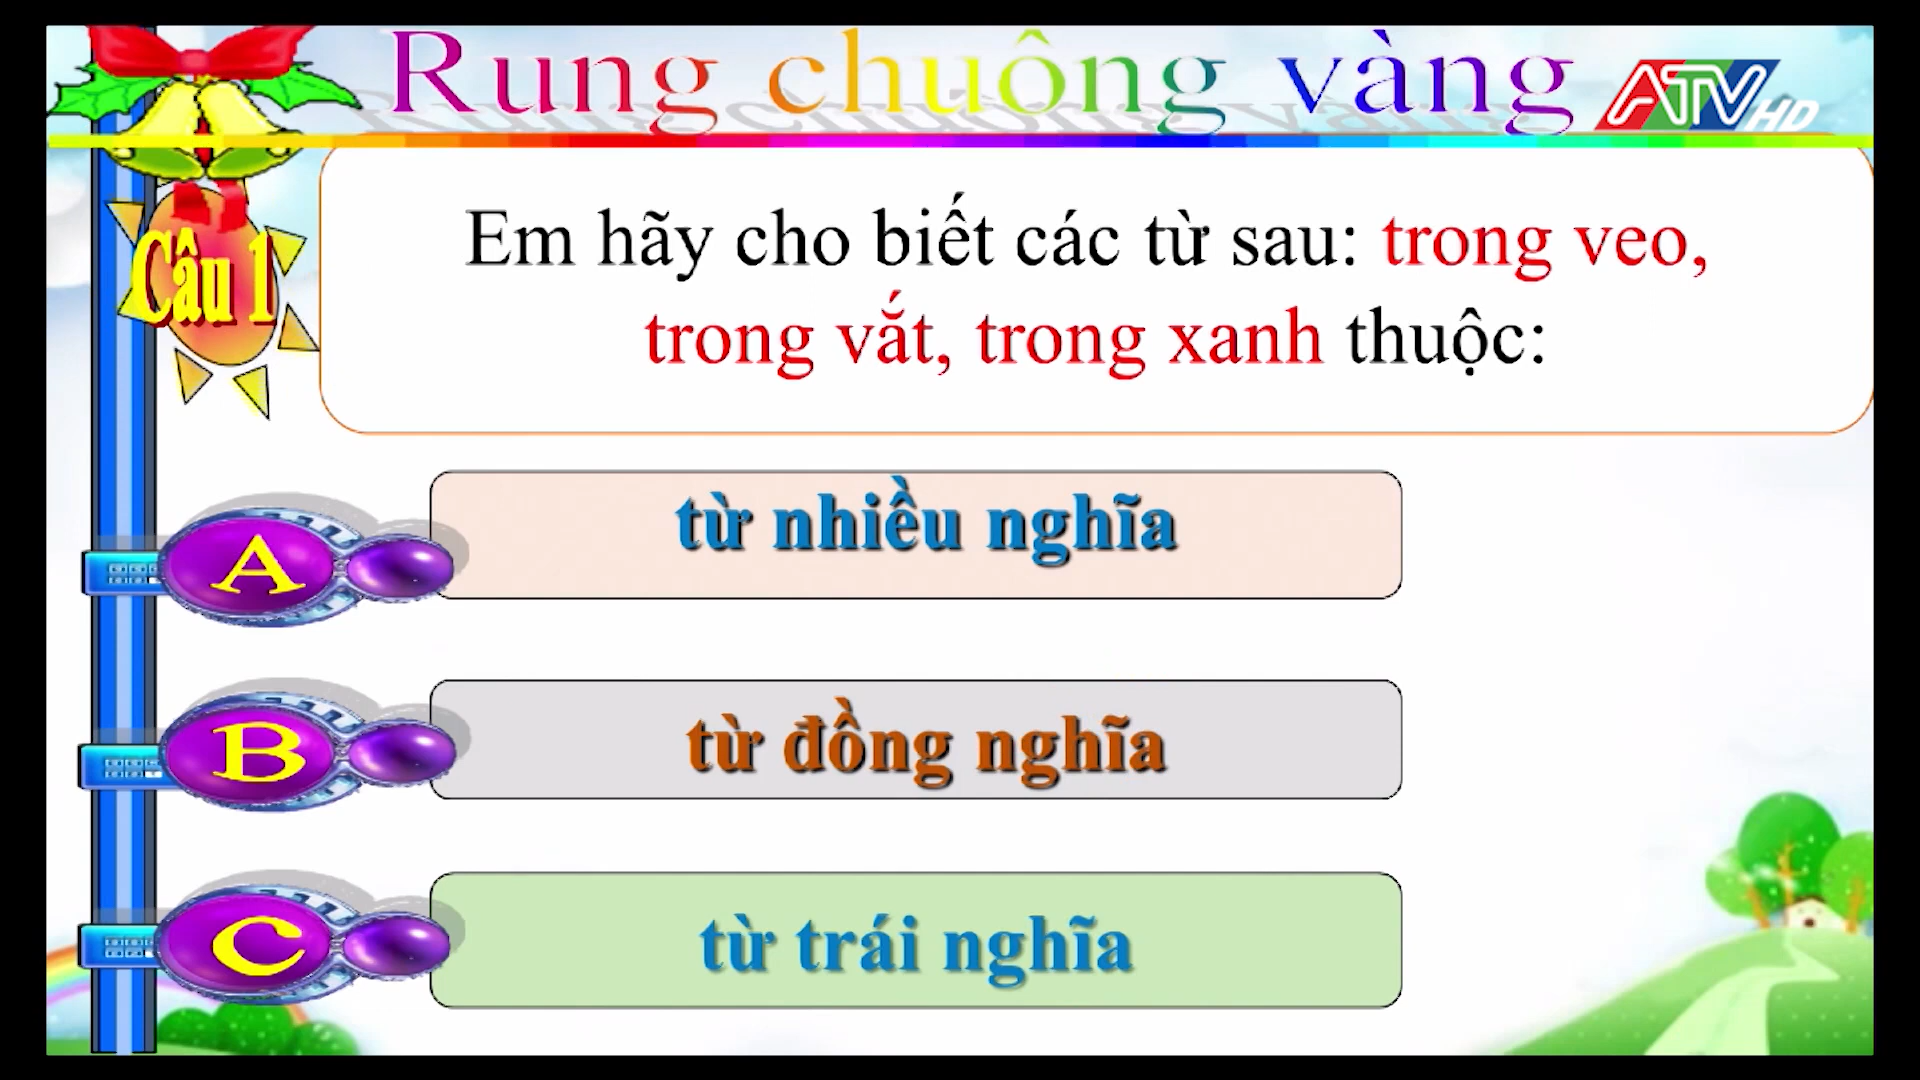 Rung chuông vàng
ATV HD
Câu 1
Em hãy cho biết các từ sau: trong veo,
trong vắt, trong xanh thuộc:
A
từ nhiều nghĩa
B
từ đồng nghĩa
C
từ trái nghĩa